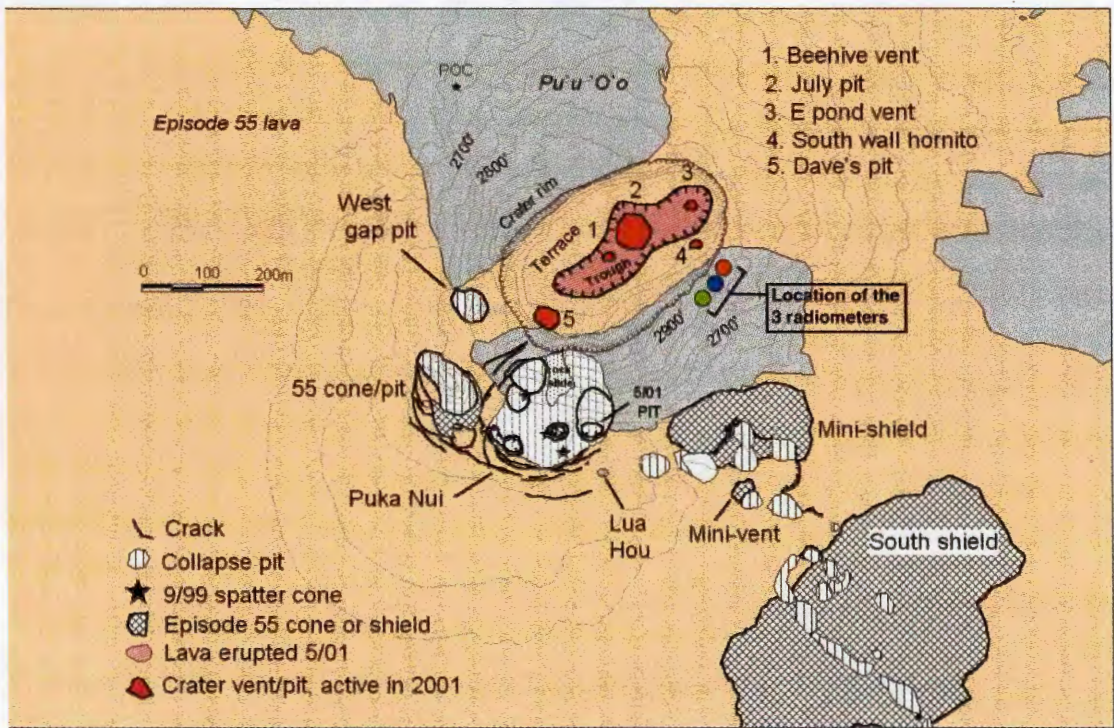 POC
Pu`u `O`o
1. Beehive vent
2. July pit
3. E pond vent
4. South wall hornito
5. Dave's pit
Episode 55 lava
2700'
2800'
Crater rim
West
gap pit
3
2
1
Terrace
4
Trough
0 100 200m
5
Location of the
3 radiometers
2900'
2700'
55 cone/pit
5/01
PIT
Mini-shield
Puka Nui
Lua
Hou
Mini-vent
South shield
Crack
Collapse pit
9/99 spatter cone
Episode 55 cone or shield
Lava erupted 5/01
Crater vent/pit, active in 2001